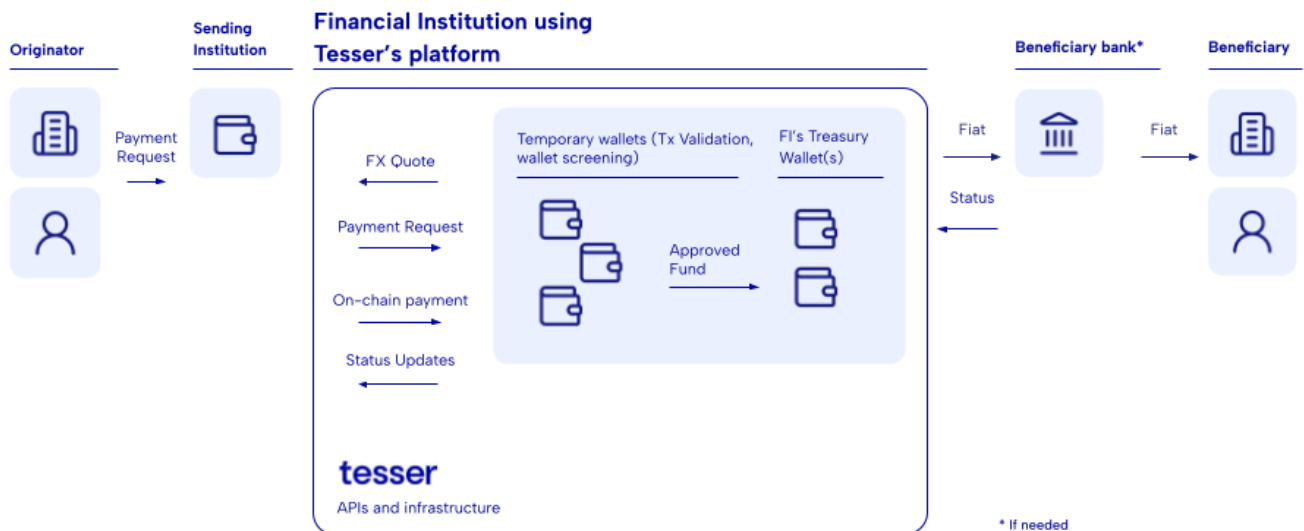 Originator
Sending
Institution
Financial Institution using
Tesser's platform
Beneficiary bank*
Beneficiary
Payment
Request
FX Quote
Payment Request
On-chain payment
Status Updates
Temporary wallets (Tx Validation,
wallet screening)
FI's Treasury
Wallet(s)
Approved
Fund
Fiat
Status
Fiat
tesser
APIs and infrastructure
* If needed